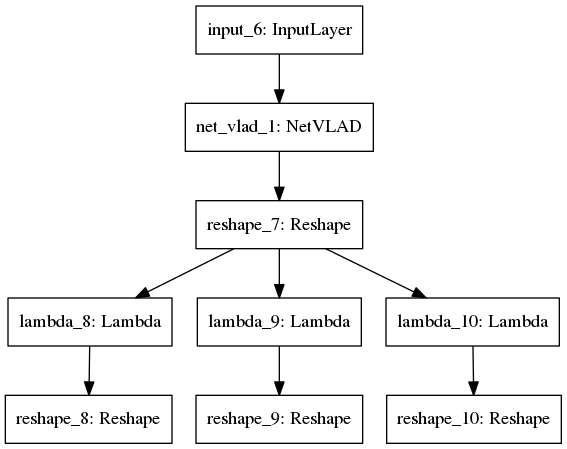 input_6: InputLayer
net_vlad_1: NetVLAD
reshape_7: Reshape
lambda_8: Lambda
lambda_9: Lambda
lambda_10: Lambda
reshape_8: Reshape
reshape_9: Reshape
reshape_10: Reshape